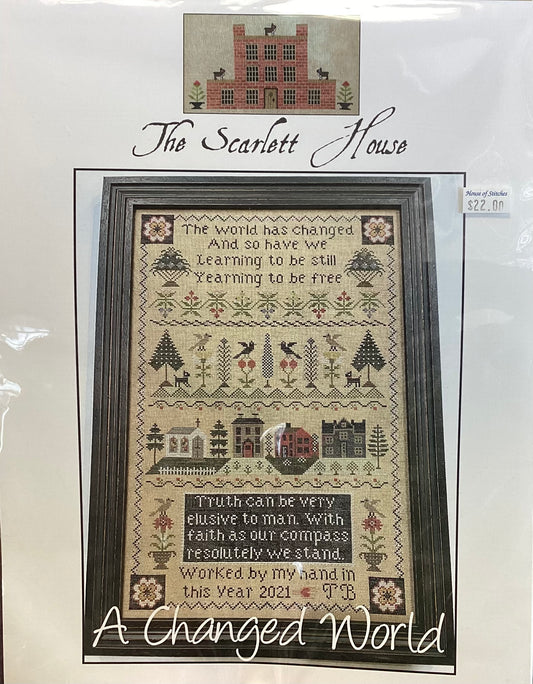 The Scarlett House
House of Stitches
$22.00
The world has changed
And so have we
Learning to be still
Yearning to be free
Truth can be very
elusive to man. With
faith as our compass
resolutely we stand.
Worked by my hand in
this year 2021 TB
A Changed World